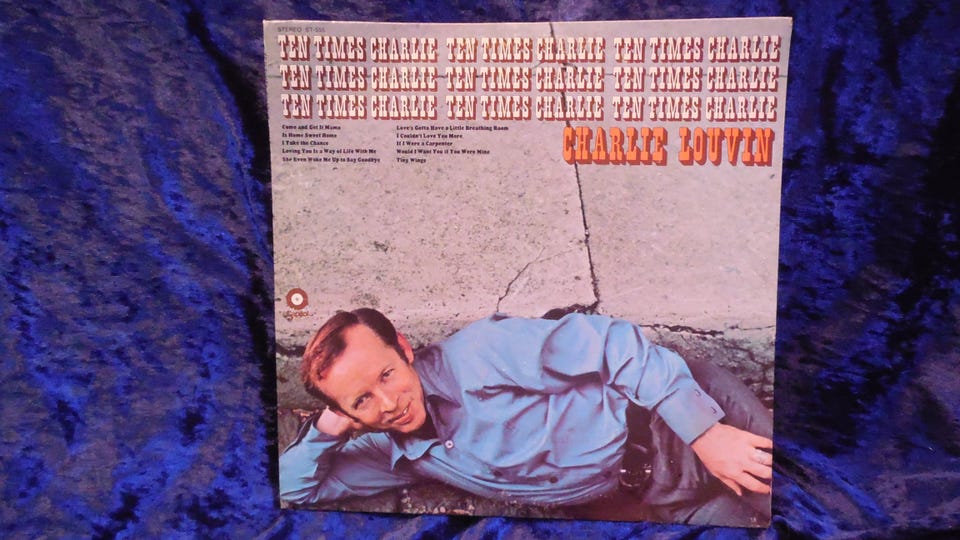 STEREO ST-555
TEN TIMES CHARLIE TEN TIMES CHARLIE TEN TIMES CHARLIE
TEN TIMES CHARLIE TEN TIMES CHARLIE TEN TIMES CHARLIE
TEN TIMES CHARLIE TEN TIMES CHARLIE TEN TIMES CHARLIE
CHARLIE LOUVIN
Come and Get It Mama
Is Home Sweet Home
I Take the Chance
Loving You Is a Way of Life With Me
She Even Woke Me Up to Say Goodbye
Love's Gotta Have a Little Breathing Room
I Couldn't Love You More
If I Were a Carpenter
Would I Want You if You Were Mine
Tiny Wings
Capitol